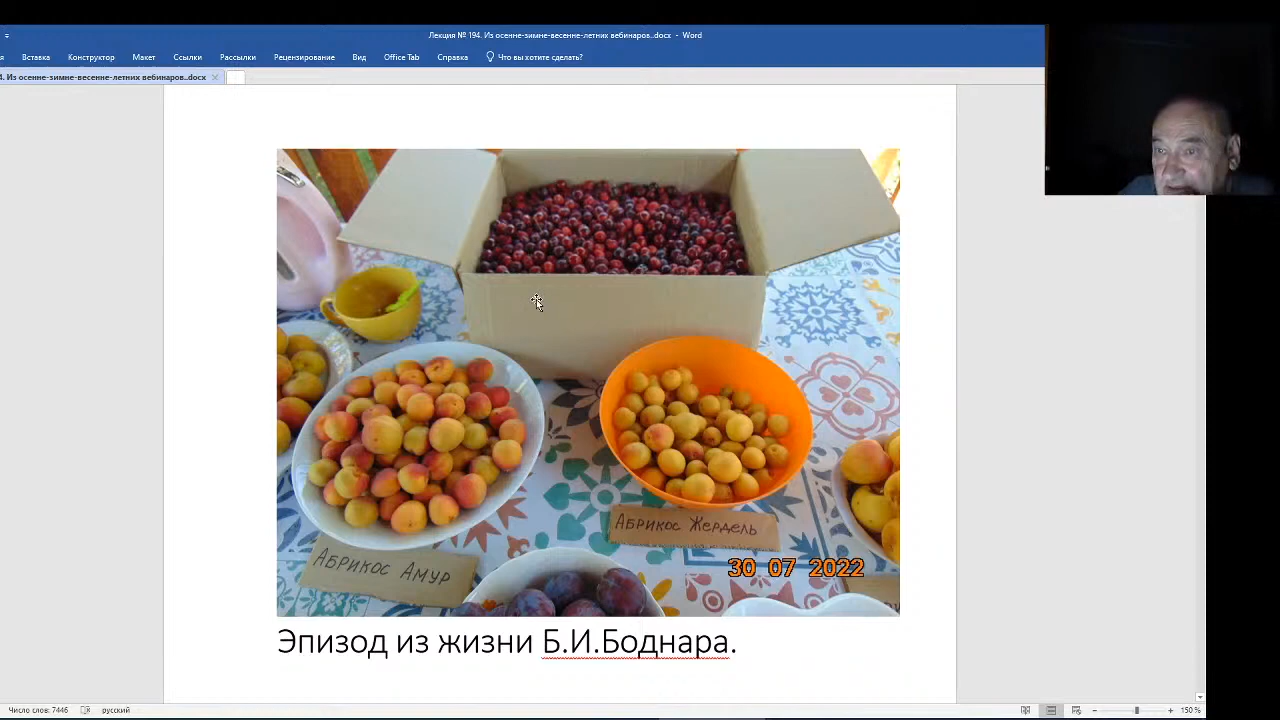 Лекция № 194. Из осенне-зимне-весенне-летних вебинаров..docx - Word
Вставка Конструктор Макет Ссылки Рассылки Рецензирование Вид Office Tab Справка Что вы хотите сделать?
4. Из осенне-зимне-весенне-летних вебинаров..docx
Абрикос Жердель
Абрикос Амур
30 07 2022
Эпизод из жизни Б.И.Боднара.
Число слов: 7446 русский 150 %